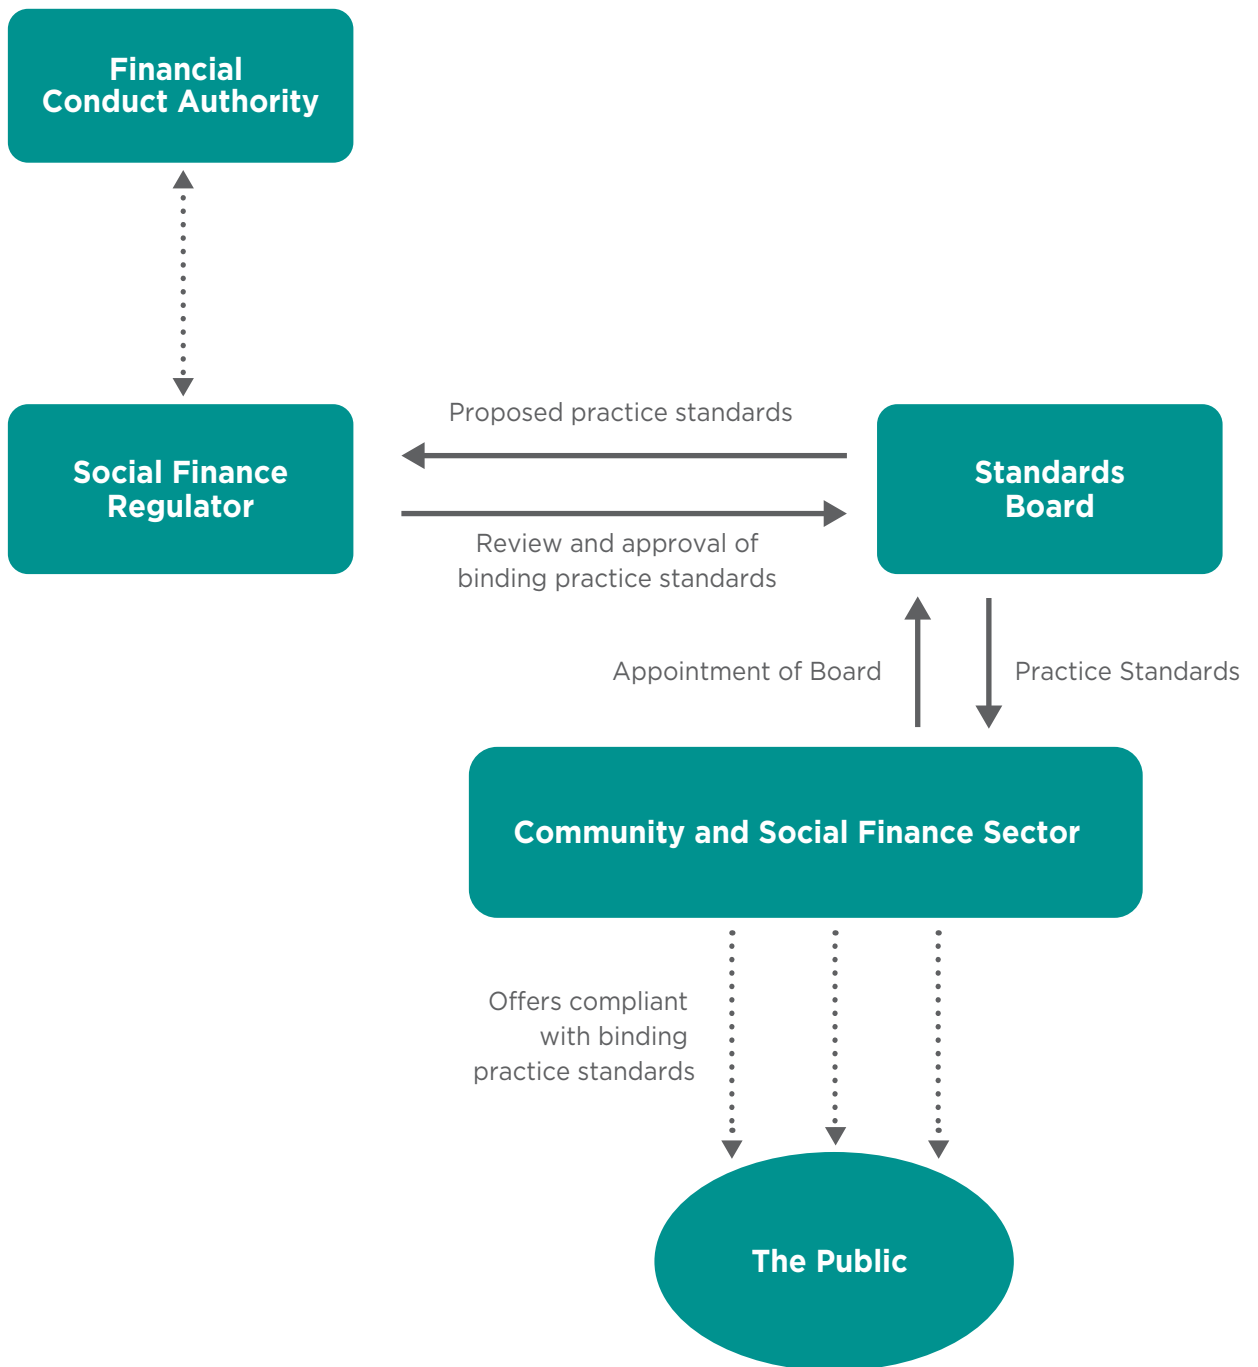 Financial
Conduct Authority
Proposed practice standards
Social Finance
Regulator
Standards
Board
Review and approval of
binding practice standards
Appointment of Board
Practice Standards
Community and Social Finance Sector
Offers compliant
with binding
practice standards
The Public